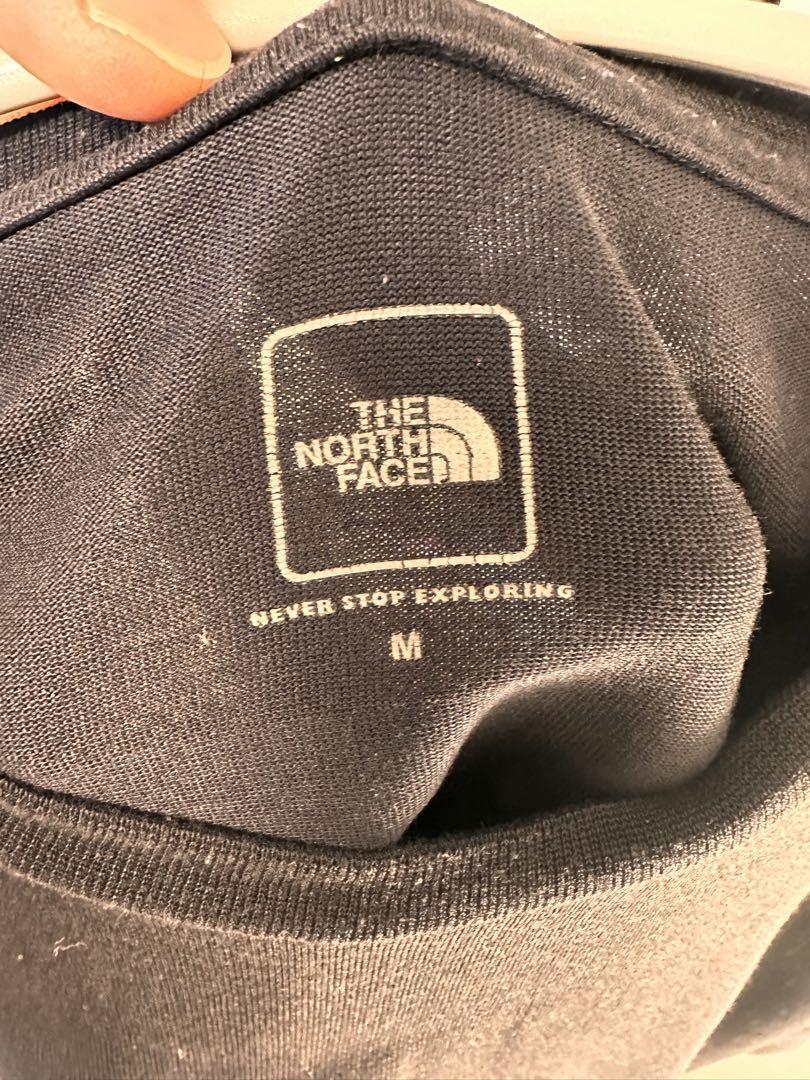 THE
NORTH
FACE
NEVER STOP EXPLORING
M